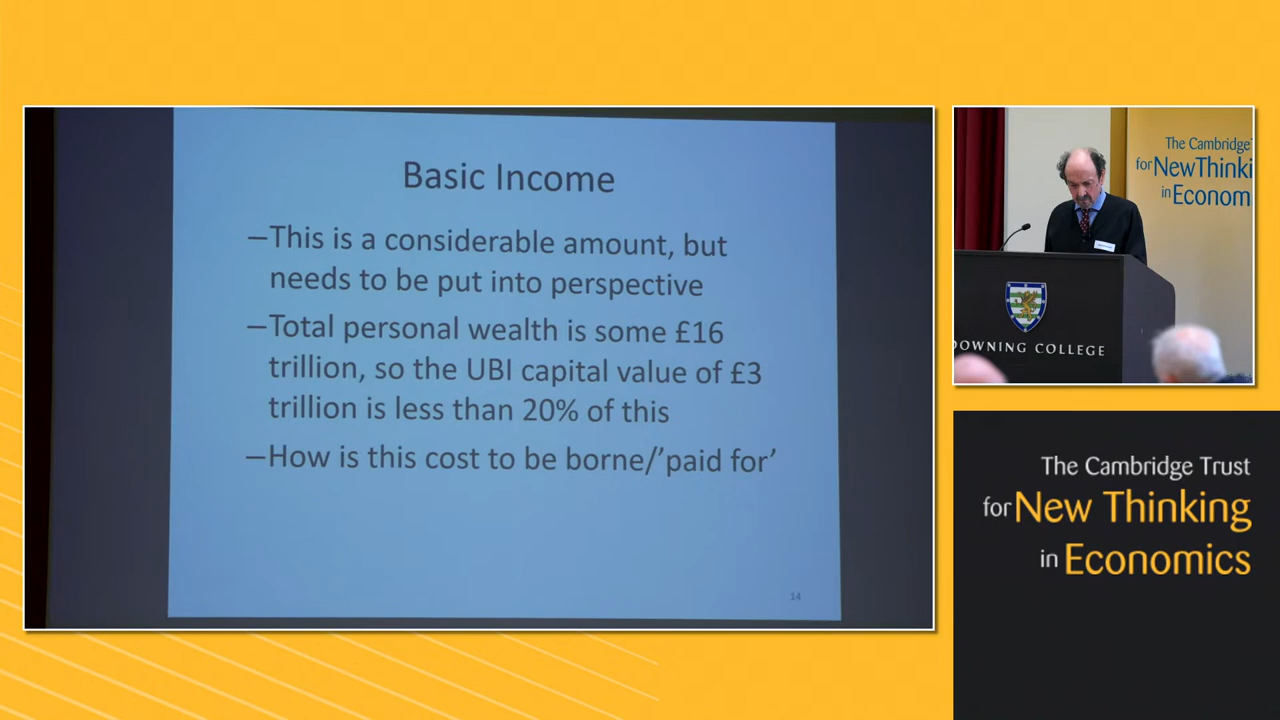 Basic Income
–This is a considerable amount, but
needs to be put into perspective
–Total personal wealth is some £16
trillion, so the UBI capital value of £3
trillion is less than 20% of this
–How is this cost to be borne/’paid for’
14
The Cambridge
for NewThinki
in Econom
DOWNING COLLEGE
The Cambridge Trust
for New Thinking
in Economics